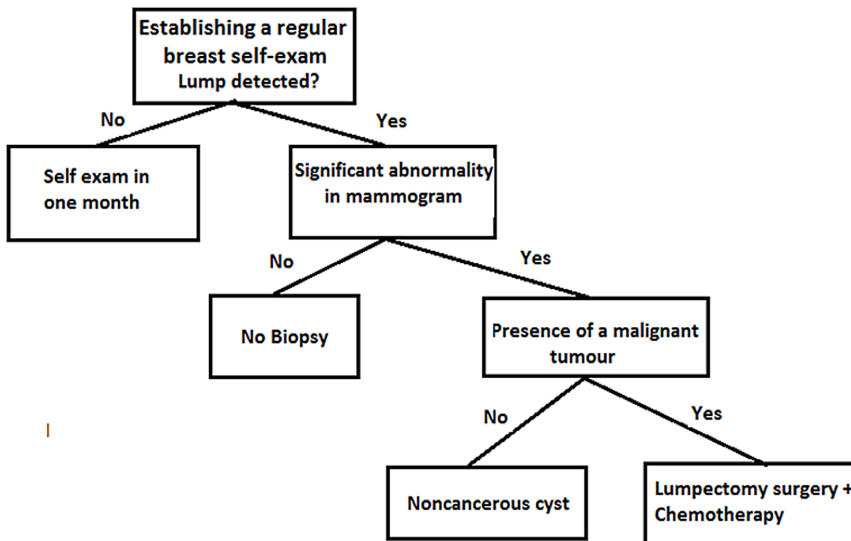 Establishing a regular
breast self-exam
Lump detected?
No
Yes
Self exam in
one month
Significant abnormality
in mammogram
No
Yes
No Biopsy
Presence of a malignant
tumour
No
Yes
Noncancerous cyst
Lumpectomy surgery +
Chemotherapy